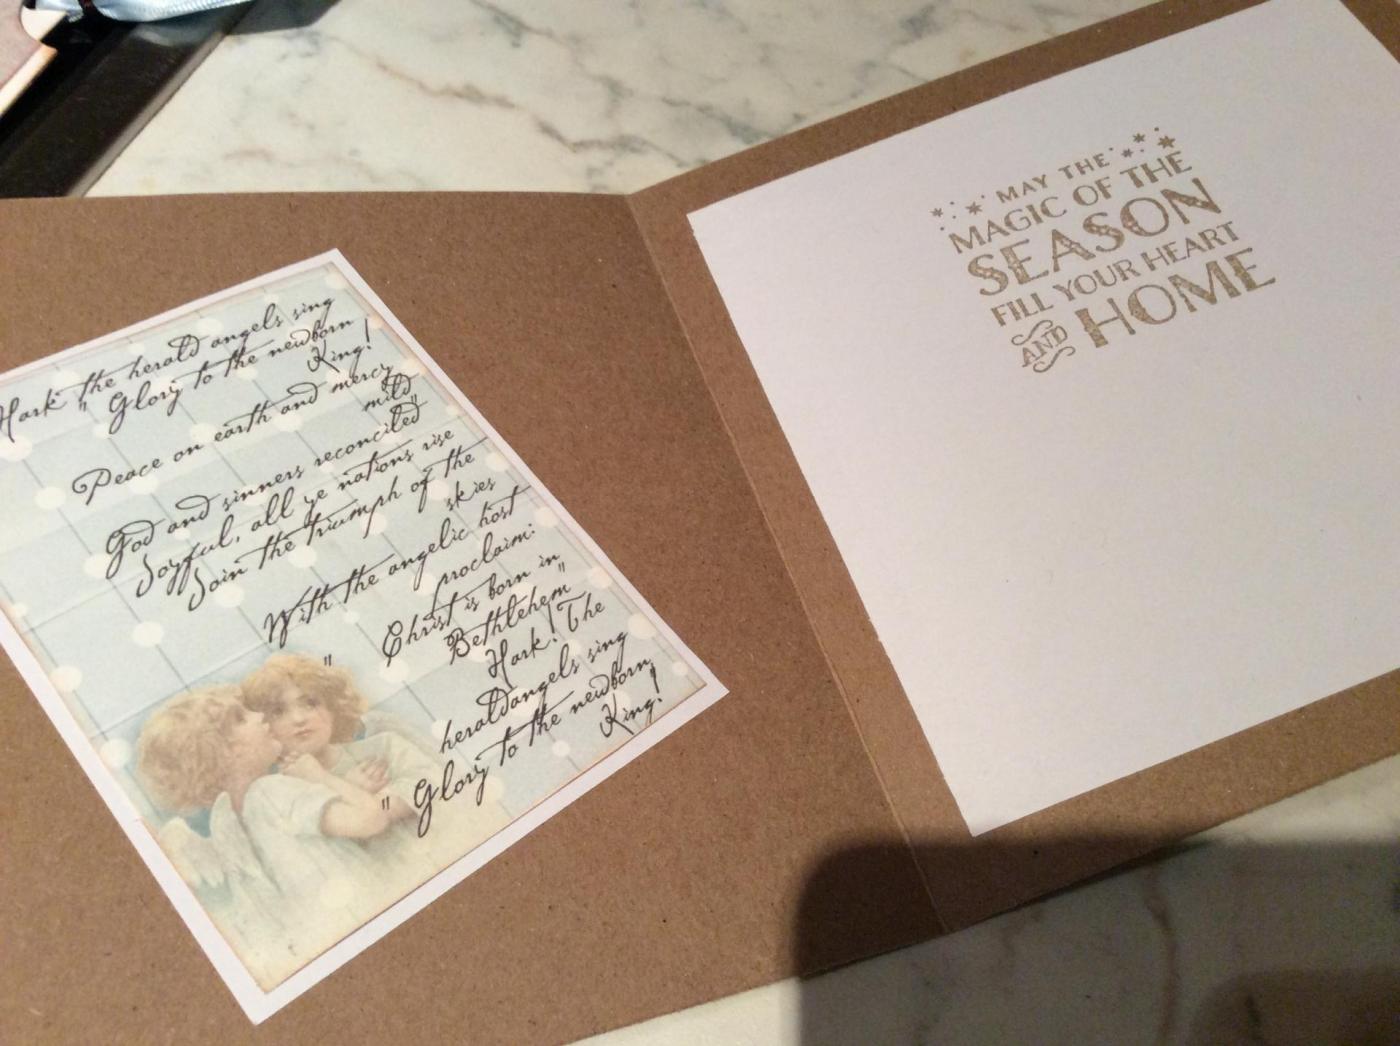 Hark the herald angels sing
" Glory to the newborn
King!
Peace on earth and mercy
mild
God and sinners reconciled"
Joyful, all ye nations rise
Join the triumph of the
skies
With the angelic host
proclaim:
" Christ is born in
Bethlehem"
Hark! The
heraldangels sing
" Glory to the newborn
King!
MAY THE
MAGIC OF THE
SEASON
FILL YOUR HEART
AND HOME